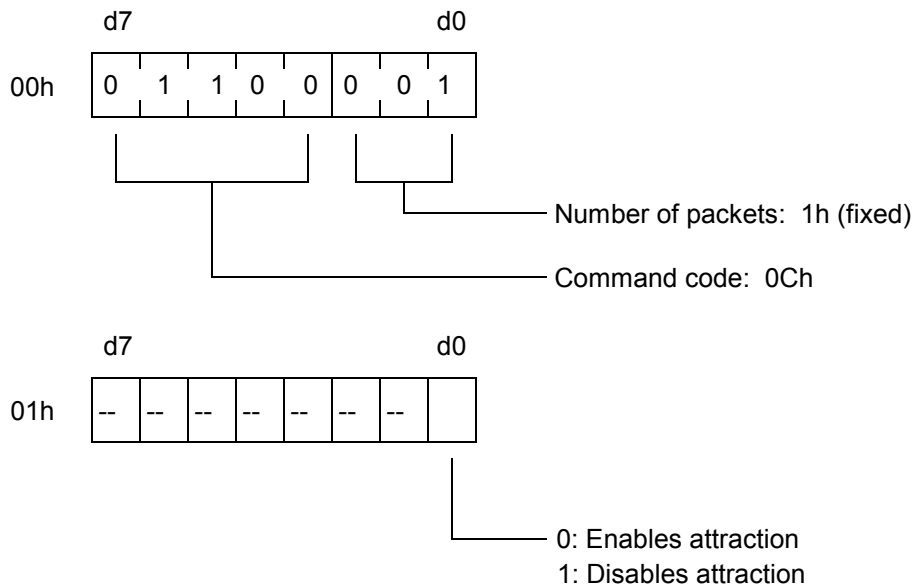 d7 d0
00h 0 1 1 0 0 0 0 1
Number of packets: 1h (fixed)
Command code: 0Ch
d7 d0
01h -- -- -- -- -- -- --
0: Enables attraction
1: Disables attraction